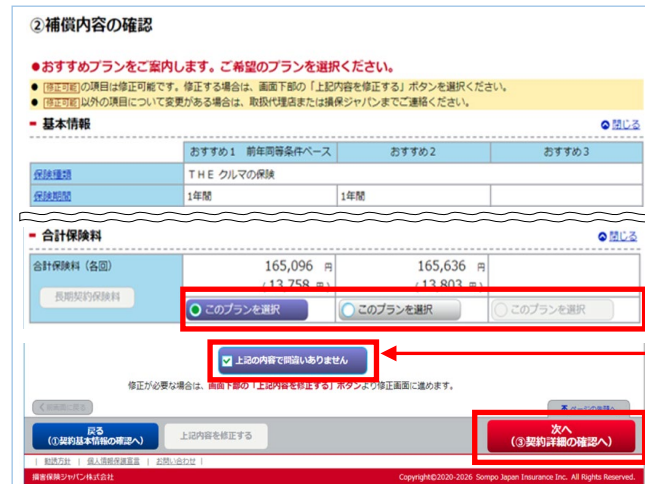 ②補償内容の確認
●おすすめプランをご案内します。ご希望のプランを選択ください。
● 修正可能の項目は修正可能です。修正する場合は、画面下部の「上記内容を修正する」ボタンを選択ください。
● 修正可能以外の項目について変更がある場合は、取扱代理店または損保ジャパンまでご連絡ください。
- 基本情報
閉じる
おすすめ1 前年同等条件ベース おすすめ2 おすすめ3
保険種類 THE クルマの保険
保険期間 1年間 1年間
- 合計保険料
閉じる
合計保険料(各回) 165,096 円 165,636 円
(13,758 円) (13,803 円)
長期契約保険料
このプランを選択 このプランを選択 このプランを選択
上記の内容で間違いありません
修正が必要な場合は、画面下部の「上記内容を修正する」ボタンより修正画面に進めます。
ページの先頭へ
戻る
(①契約基本情報の確認へ)
上記内容を修正する
次へ
(③契約詳細の確認へ)
| 勧誘方針 | 個人情報保護宣言 | お問い合わせ |
損害保険ジャパン株式会社
Copyright©2020-2026 Sompo Japan Insurance Inc. All Rights Reserved.